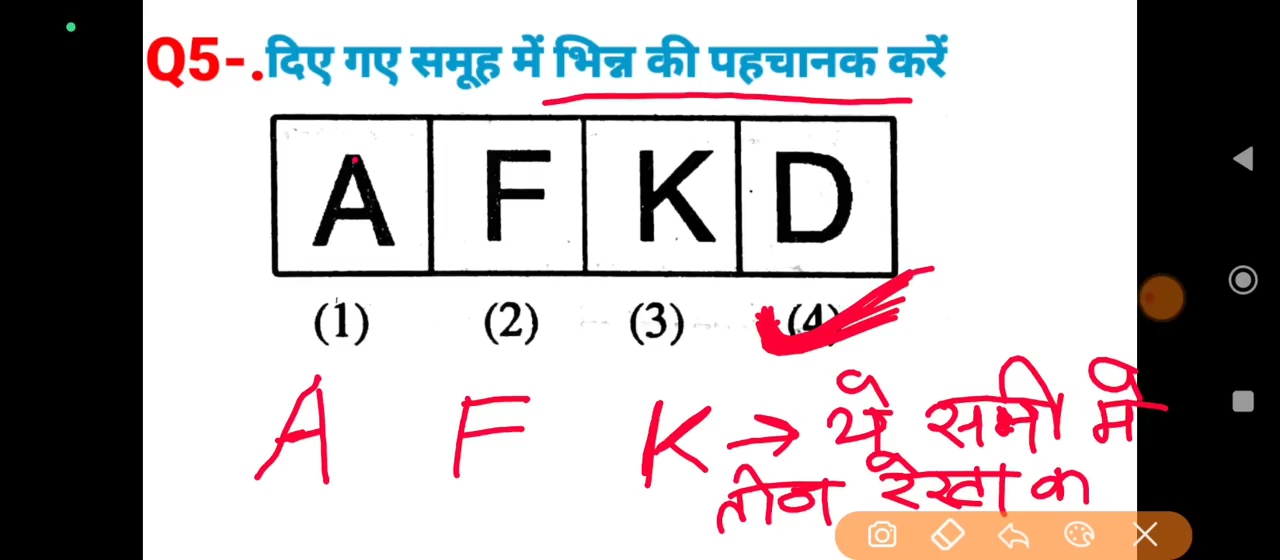 Q5-.दिए गए समूह में भिन्न की पहचानक करें
A F K D
(1) (2) (3) (4)
A F K → ये सभी में
तीन रेखा का